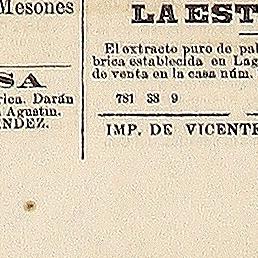 Mesones
SA
rica. Darán
Agustin.
NDEZ.
LA EST
El extracto puro de pal
brica establecida en Lag
de venta en la casa núm.
781 38 9
IMP. DE VICENTE